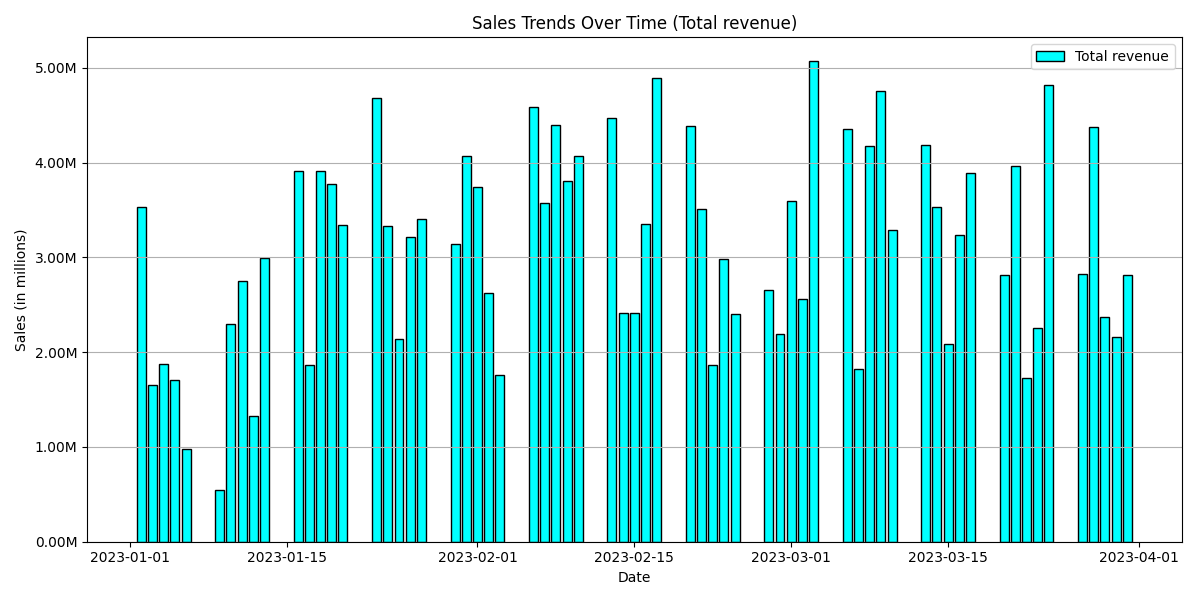 Sales Trends Over Time (Total revenue)
Total revenue
5.00M
4.00M
3.00M
2.00M
1.00M
0.00M
Sales (in millions)
2023-01-01
2023-01-15
2023-02-01
2023-02-15
2023-03-01
2023-03-15
2023-04-01
Date